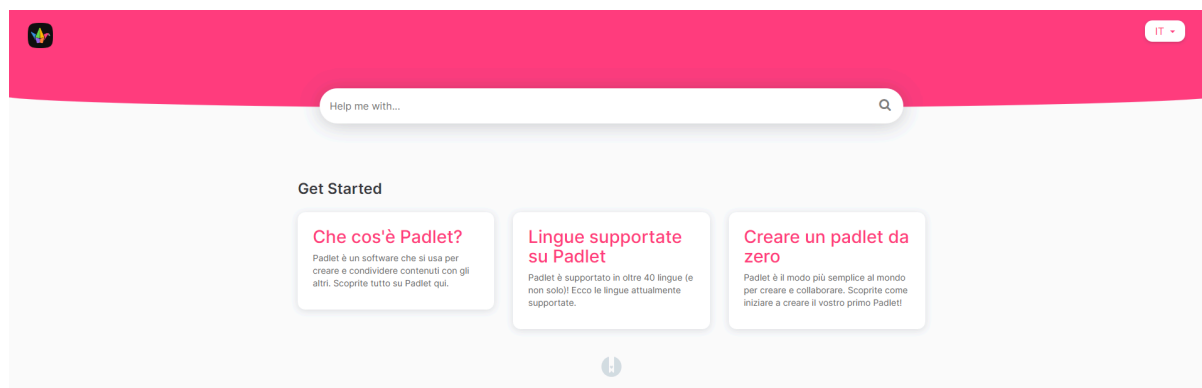 IT
Help me with...
Get Started
Che cos'è Padlet?
Padlet è un software che si usa per
creare e condividere contenuti con gli
altri. Scoprite tutto su Padlet qui.
Lingue supportate
su Padlet
Padlet è supportato in oltre 40 lingue (e
non solo)! Ecco le lingue attualmente
supportate.
Creare un padlet da
zero
Padlet è il modo più semplice al mondo
per creare e collaborare. Scoprite come
iniziare a creare il vostro primo Padlet!